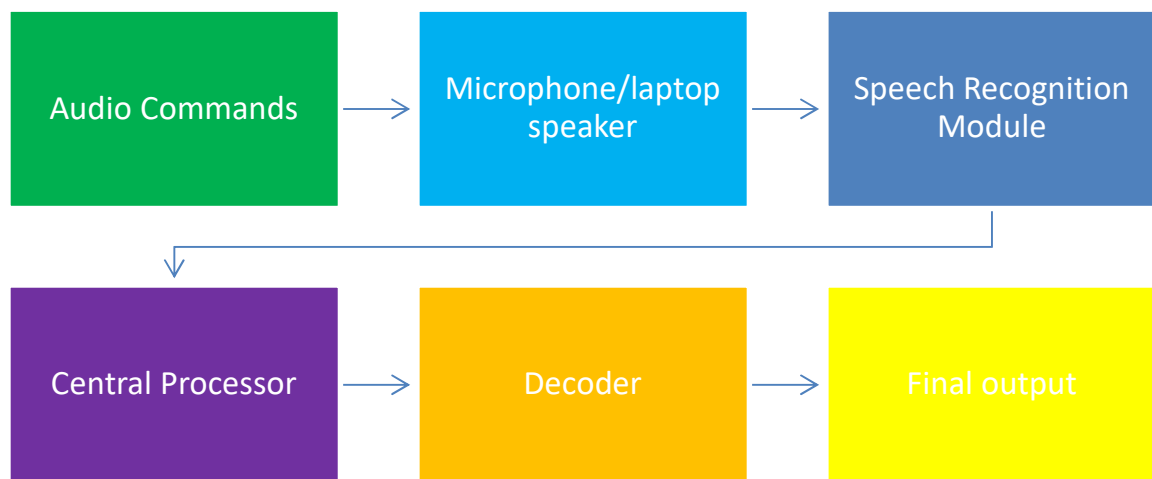 Audio Commands
Microphone/laptop
speaker
Speech Recognition
Module
Central Processor
Decoder
Final output